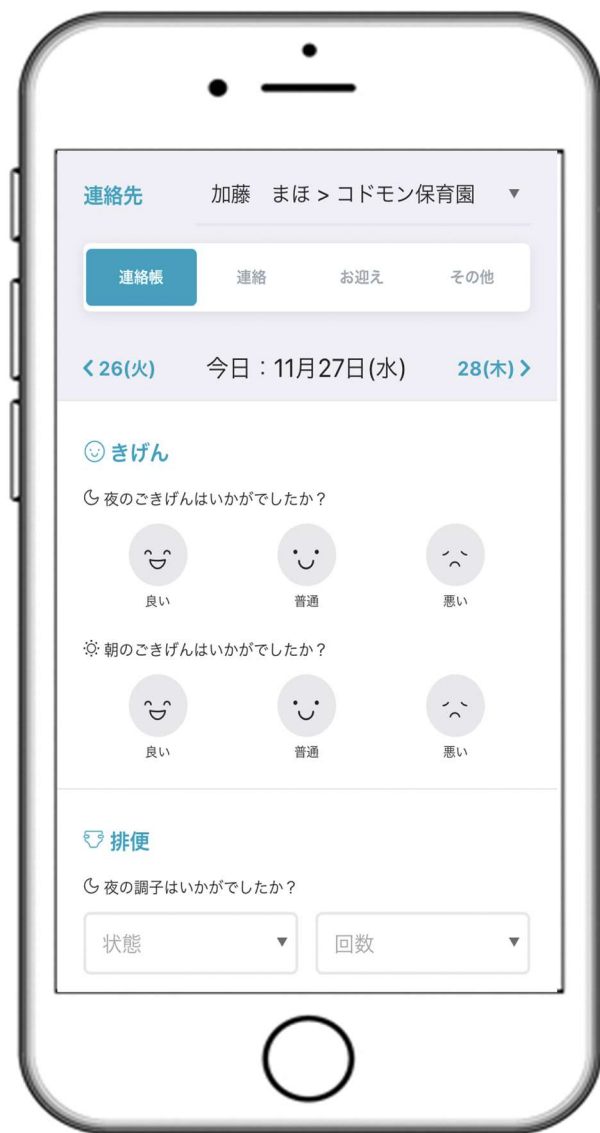 連絡先 加藤 まほ > コドモン保育園 ▼
連絡帳 連絡 お迎え その他
< 26(火) 今日：11月27日(水) 28(木) >
きげん
夜のごきげんはいかがでしたか？
良い 普通 悪い
朝のごきげんはいかがでしたか？
良い 普通 悪い
排便
夜の調子はいかがでしたか？
状態 ▼ 回数 ▼